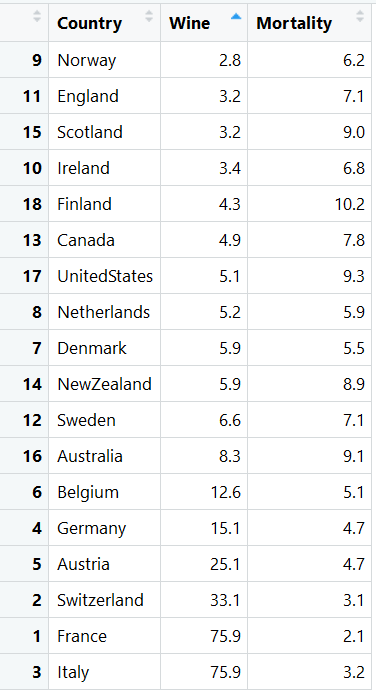 Country Wine Mortality
9 Norway 2.8 6.2
11 England 3.2 7.1
15 Scotland 3.2 9.0
10 Ireland 3.4 6.8
18 Finland 4.3 10.2
13 Canada 4.9 7.8
17 UnitedStates 5.1 9.3
8 Netherlands 5.2 5.9
7 Denmark 5.9 5.5
14 NewZealand 5.9 8.9
12 Sweden 6.6 7.1
16 Australia 8.3 9.1
6 Belgium 12.6 5.1
4 Germany 15.1 4.7
5 Austria 25.1 4.7
2 Switzerland 33.1 3.1
1 France 75.9 2.1
3 Italy 75.9 3.2